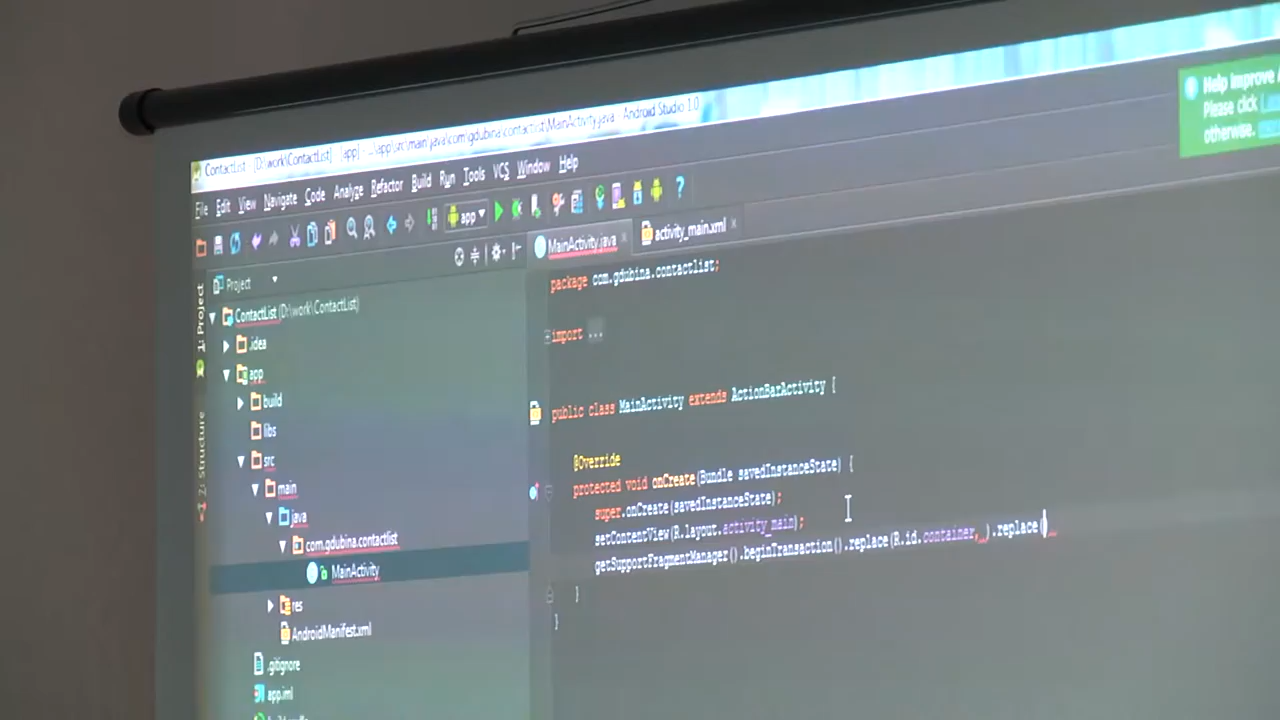 ContactList - [D:\work\ContactList] - [app] - ...\app\src\main\java\com\gdubina\contactlist\MainActivity.java - Android Studio 1.0
Help improve A
Please click
otherwise.
File Edit View Navigate Code Analyze Refactor Build Run Tools VCS Window Help
app
Project
MainActivity.java
activity_main.xml
1: Project
2: Structure
ContactList (D:\work\ContactList)
.idea
app
build
libs
src
main
java
com.gdubina.contactlist
MainActivity
res
AndroidManifest.xml
.gitignore
app.iml
package com.gdubina.contactlist;
import ...
public class MainActivity extends ActionBarActivity {
@Override
protected void onCreate(Bundle savedInstanceState) {
super.onCreate(savedInstanceState);
setContentView(R.layout.activity_main);
getSupportFragmentManager().beginTransaction().replace(R.id.container, ).replace()
}
}